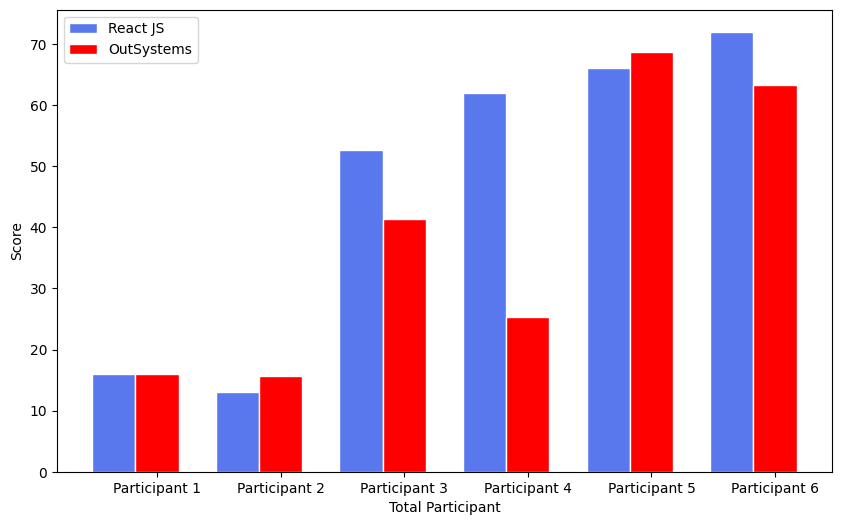 React JS
OutSystems
70
60
50
40
30
20
10
0
Score
Participant 1 Participant 2 Participant 3 Participant 4 Participant 5 Participant 6
Total Participant